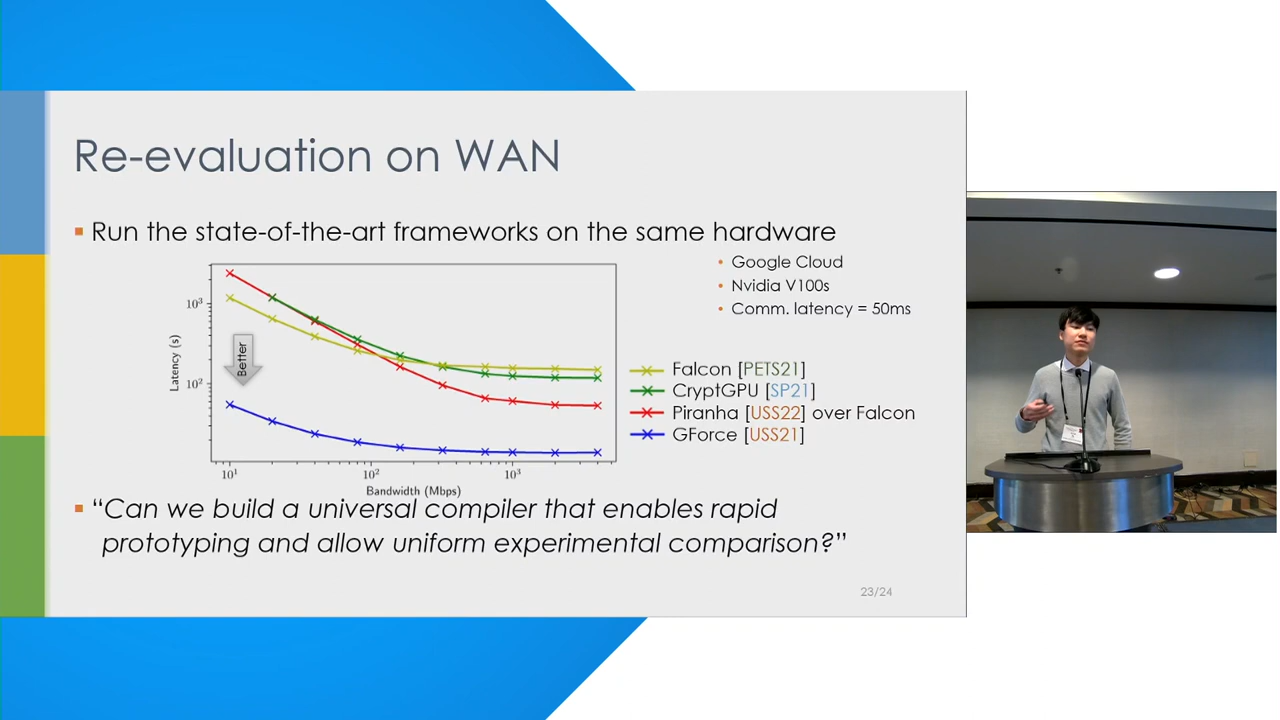 Re-evaluation on WAN
▪ Run the state-of-the-art frameworks on the same hardware
• Google Cloud
• Nvidia V100s
• Comm. latency = 50ms
10³
10²
Latency (s)
Better
10¹ 10² 10³
Bandwidth (Mbps)
Falcon [PETS21]
CryptGPU [SP21]
Piranha [USS22] over Falcon
GForce [USS21]
▪ “Can we build a universal compiler that enables rapid
prototyping and allow uniform experimental comparison?”
23/24